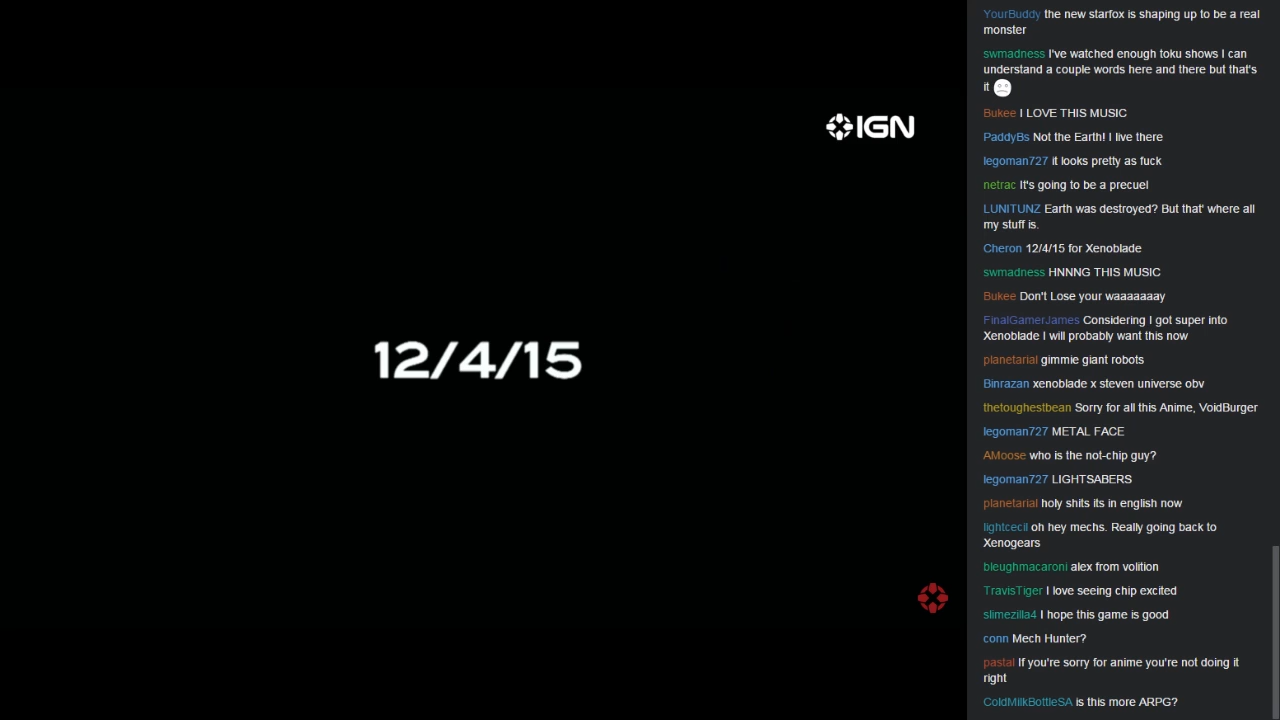 IGN
12/4/15
YourBuddy the new starfox is shaping up to be a real
monster
swmadness I've watched enough toku shows I can
understand a couple words here and there but that's
it
Bukee I LOVE THIS MUSIC
PaddyBs Not the Earth! I live there
legoman727 it looks pretty as fuck
netrac It's going to be a precuel
LUNITUNZ Earth was destroyed? But that' where all
my stuff is.
Cheron 12/4/15 for Xenoblade
swmadness HNNNG THIS MUSIC
Bukee Don't Lose your waaaaaaay
FinalGamerJames Considering I got super into
Xenoblade I will probably want this now
planetarial gimmie giant robots
Binrazan xenoblade x steven universe obv
thetoughestbean Sorry for all this Anime, VoidBurger
legoman727 METAL FACE
AMoose who is the not-chip guy?
legoman727 LIGHTSABERS
planetarial holy shits its in english now
lightcecil oh hey mechs. Really going back to
Xenogears
bleughmacaroni alex from volition
TravisTiger I love seeing chip excited
slimezilla4 I hope this game is good
conn Mech Hunter?
pastal If you're sorry for anime you're not doing it
right
ColdMilkBottleSA is this more ARPG?